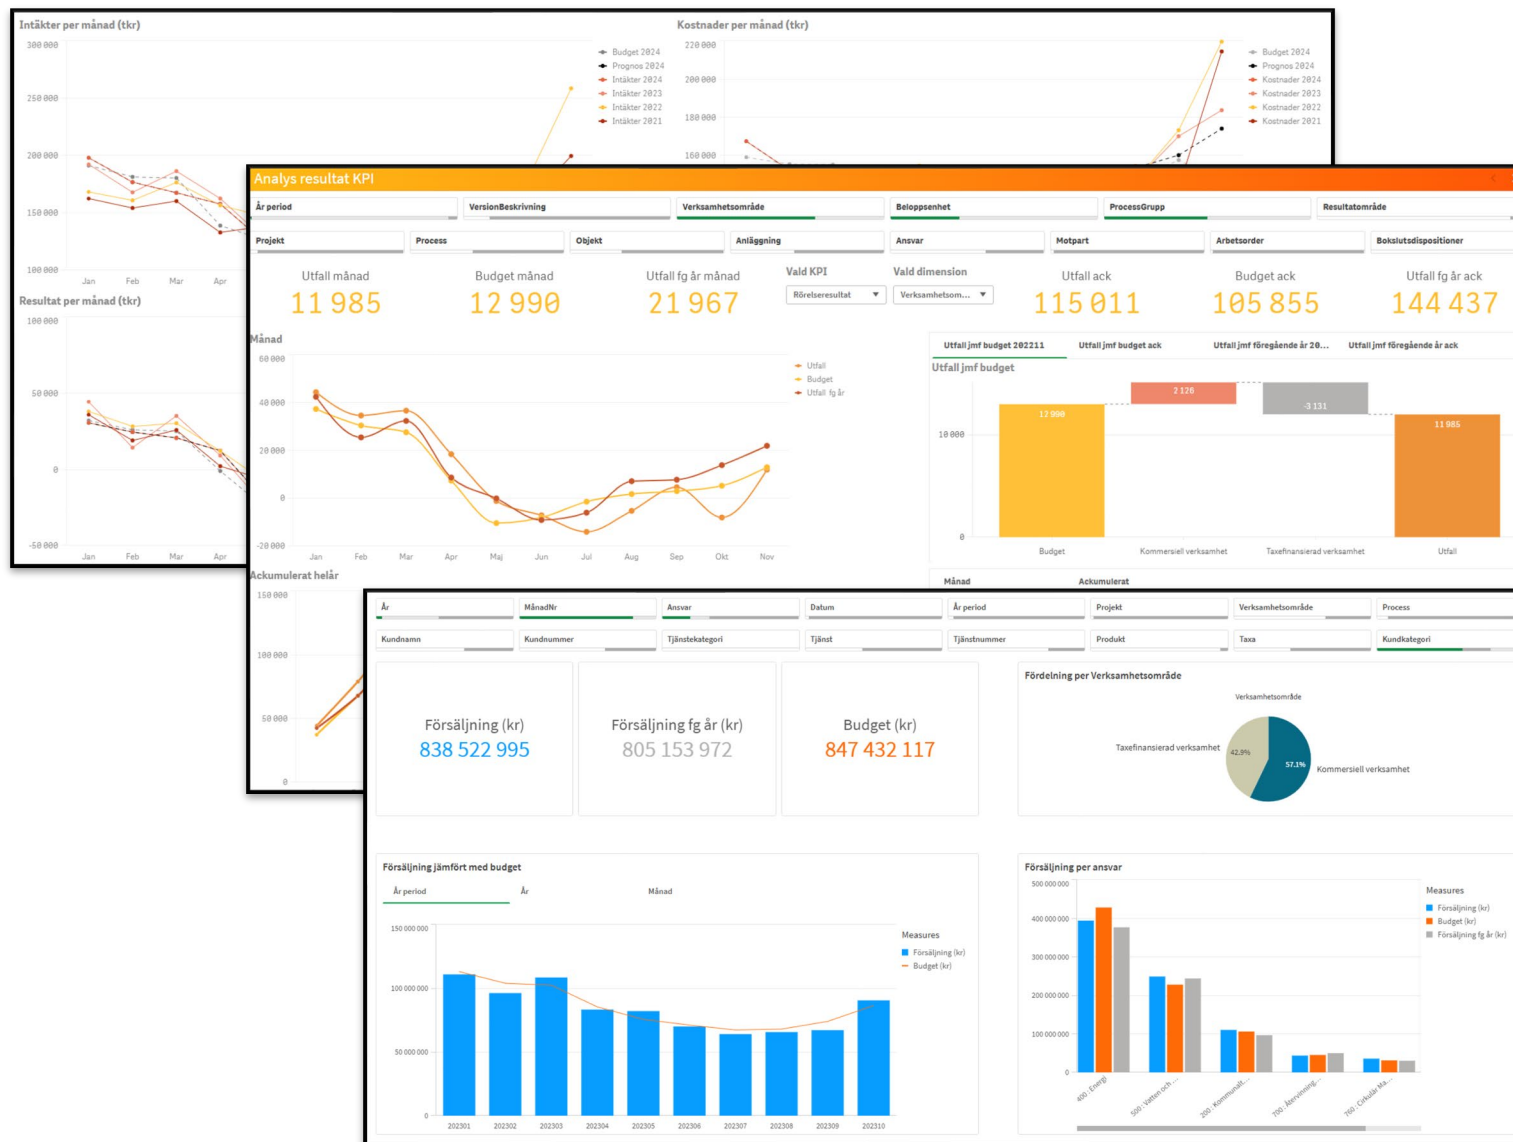 Intäkter per månad (tkr)
300 000
250 000
200 000
150 000
100 000
Jan Feb Mar Apr
Budget 2024
Prognos 2024
Intäkter 2024
Intäkter 2023
Intäkter 2022
Intäkter 2021
Kostnader per månad (tkr)
220 000
200 000
180 000
160 000
Budget 2024
Prognos 2024
Kostnader 2024
Kostnader 2023
Kostnader 2022
Kostnader 2021
Resultat per månad (tkr)
100 000
50 000
0
-50 000
Jan Feb Mar Apr
Analys resultat KPI
År period VersionBeskrivning Verksamhetsområde Beloppsenhet ProcessGrupp Resultatområde
Projekt Process Objekt Anläggning Ansvar Motpart Arbetsorder Bokslutsdispositioner
Utfall månad
11 985
Budget månad
12 990
Utfall fg år månad
21 967
Vald KPI
Rörelseresultat
Vald dimension
Verksamhetsom...
Utfall ack
115 011
Budget ack
105 855
Utfall fg år ack
144 437
Månad
60 000
40 000
20 000
0
-20 000
Jan Feb Mar Apr Maj Jun Jul Aug Sep Okt Nov
Utfall
Budget
Utfall fg år
Utfall jmf budget 202211 Utfall jmf budget ack Utfall jmf föregående år 20... Utfall jmf föregående år ack
Utfall jmf budget
10 000
0
12 990
2 126
-3 131
11 985
Budget Kommersiell verksamhet Taxefinansierad verksamhet Utfall
Månad Ackumulerat
Ackumulerat helår
150 000
100 000
50 000
0
År MånadNr Ansvar Datum År period Projekt Verksamhetsområde Process
Kundnamn Kundnummer Tjänstekategori Tjänst Tjänstnummer Produkt Taxa Kundkategori
Försäljning (kr)
838 522 995
Försäljning fg år (kr)
805 153 972
Budget (kr)
847 432 117
Fördelning per Verksamhetsområde
Verksamhetsområde
Taxefinansierad verksamhet
42.9%
57.1%
Kommersiell verksamhet
Försäljning jämfört med budget
År period År Månad
150 000 000
100 000 000
50 000 000
0
202301 202302 202303 202304 202305 202306 202307 202308 202309 202310
Measures
Försäljning (kr)
Budget (kr)
Försäljning per ansvar
500 000 000
400 000 000
300 000 000
200 000 000
100 000 000
0
400 : Energi
500 : Vatten och ...
200 : Kommunalt...
700 : Återvinning...
760 : Cirkulär Ma...
Measures
Försäljning (kr)
Budget (kr)
Försäljning fg år (kr)